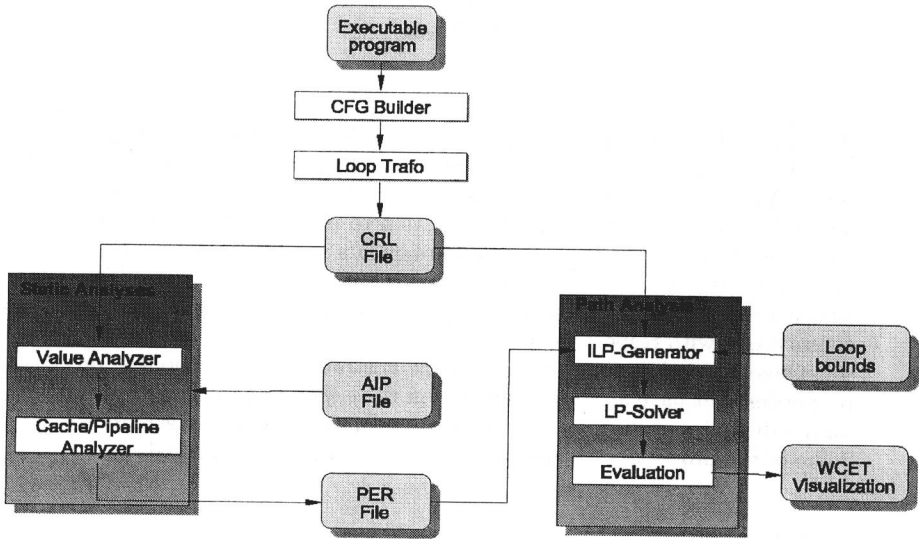 Executable
program
CFG Builder
Loop Trafo
CRL
File
Static Analyses
Value Analyzer
Cache/Pipeline
Analyzer
AIP
File
PER
File
Path Analysis
ILP-Generator
LP-Solver
Evaluation
Loop
bounds
WCET
Visualization